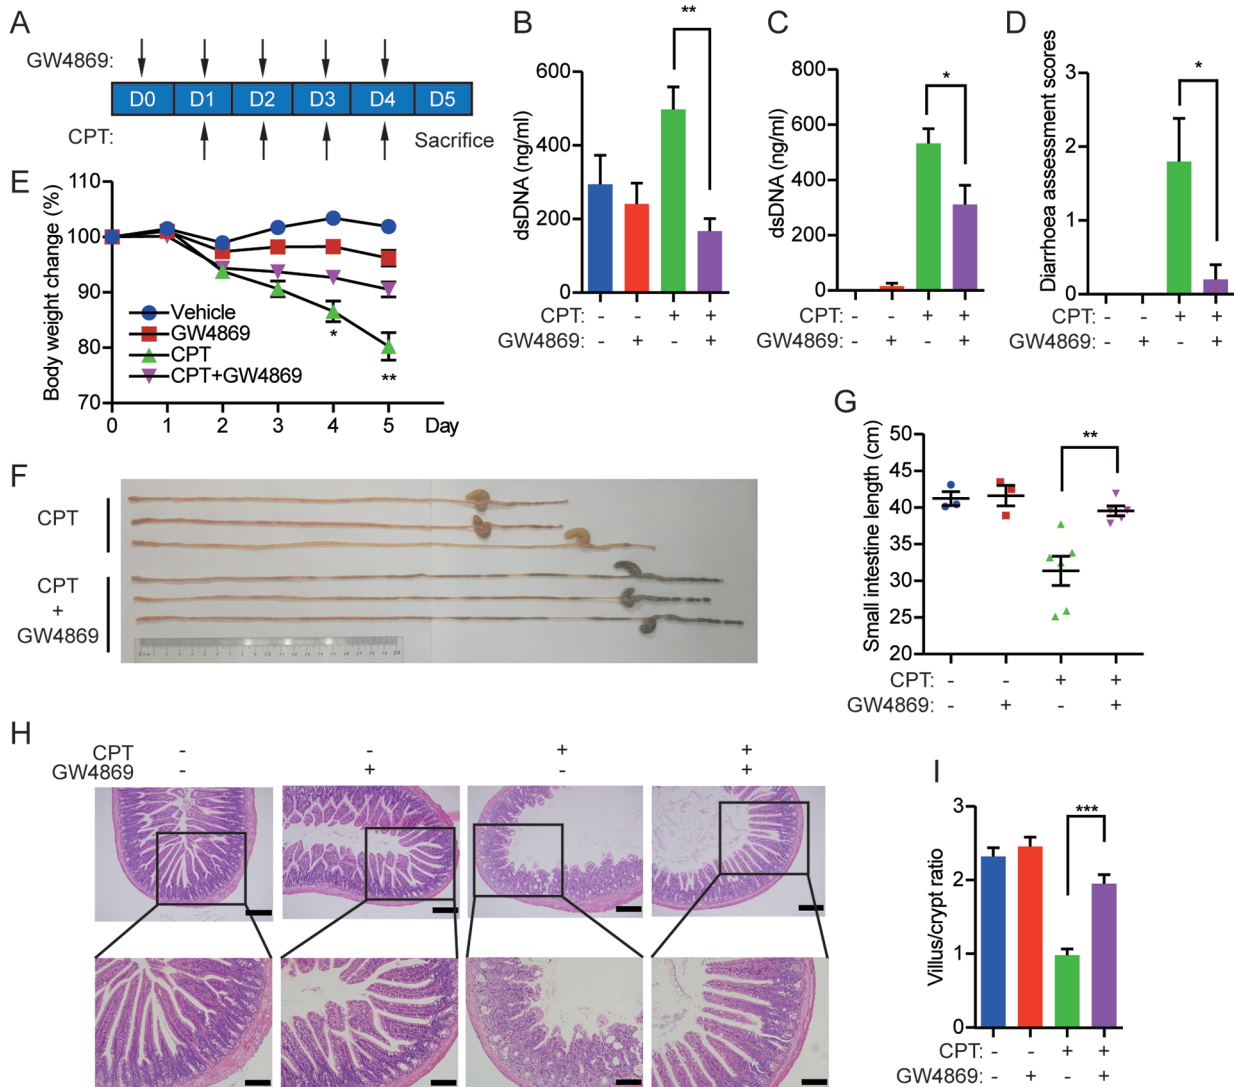 A
GW4869:
D0 D1 D2 D3 D4 D5
CPT:
Sacrifice
B
**
dsDNA (ng/ml)
600
400
200
0
CPT: - - + +
GW4869: - + - +
C
*
dsDNA (ng/ml)
800
600
400
200
0
CPT: - - + +
GW4869: - + - +
D
*
Diarrhoea assessment scores
3
2
1
0
CPT: - - + +
GW4869: - + - +
E
Body weight change (%)
110
100
90
80
70
Vehicle
GW4869
CPT
CPT+GW4869
*
**
0 1 2 3 4 5 Day
F
CPT
CPT
+
GW4869
G
**
Small intestine length (cm)
50
45
40
35
30
25
20
CPT: - - + +
GW4869: - + - +
H
CPT - - + +
GW4869 - + - +
I
***
Villus/crypt ratio
3
2
1
0
CPT: - - + +
GW4869: - + - +